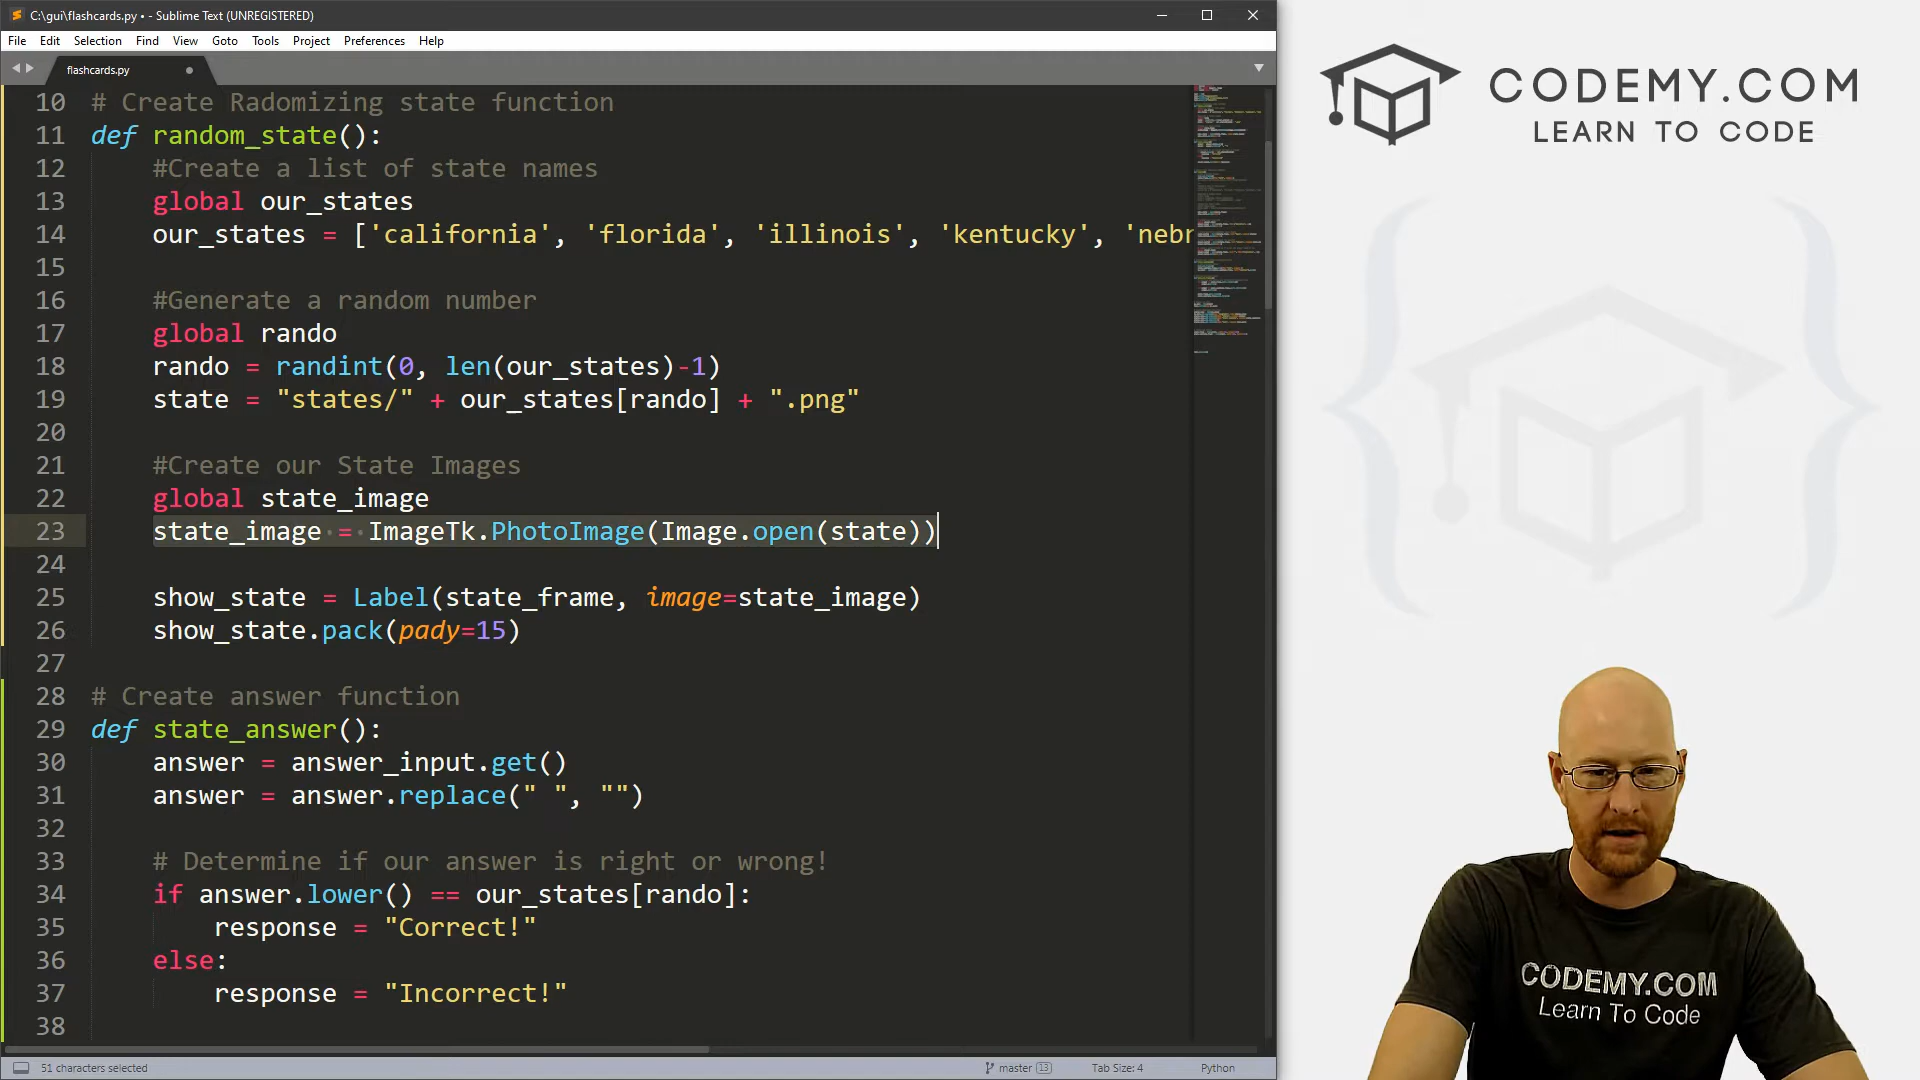 C:\gui\flashcards.py • - Sublime Text (UNREGISTERED)
File Edit Selection Find View Goto Tools Project Preferences Help
flashcards.py
10 # Create Radomizing state function
11 def random_state():
12 #Create a list of state names
13 global our_states
14 our_states = ['california', 'florida', 'illinois', 'kentucky', 'nebr
15
16 #Generate a random number
17 global rando
18 rando = randint(0, len(our_states)-1)
19 state = "states/" + our_states[rando] + ".png"
20
21 #Create our State Images
22 global state_image
23 state_image = ImageTk.PhotoImage(Image.open(state))
24
25 show_state = Label(state_frame, image=state_image)
26 show_state.pack(pady=15)
27
28 # Create answer function
29 def state_answer():
30 answer = answer_input.get()
31 answer = answer.replace(" ", "")
32
33 # Determine if our answer is right or wrong!
34 if answer.lower() == our_states[rando]:
35 response = "Correct!"
36 else:
37 response = "Incorrect!"
38
51 characters selected
master 13
Tab Size: 4
Python
CODEMY.COM
LEARN TO CODE
CODEMY.COM
Learn To Code